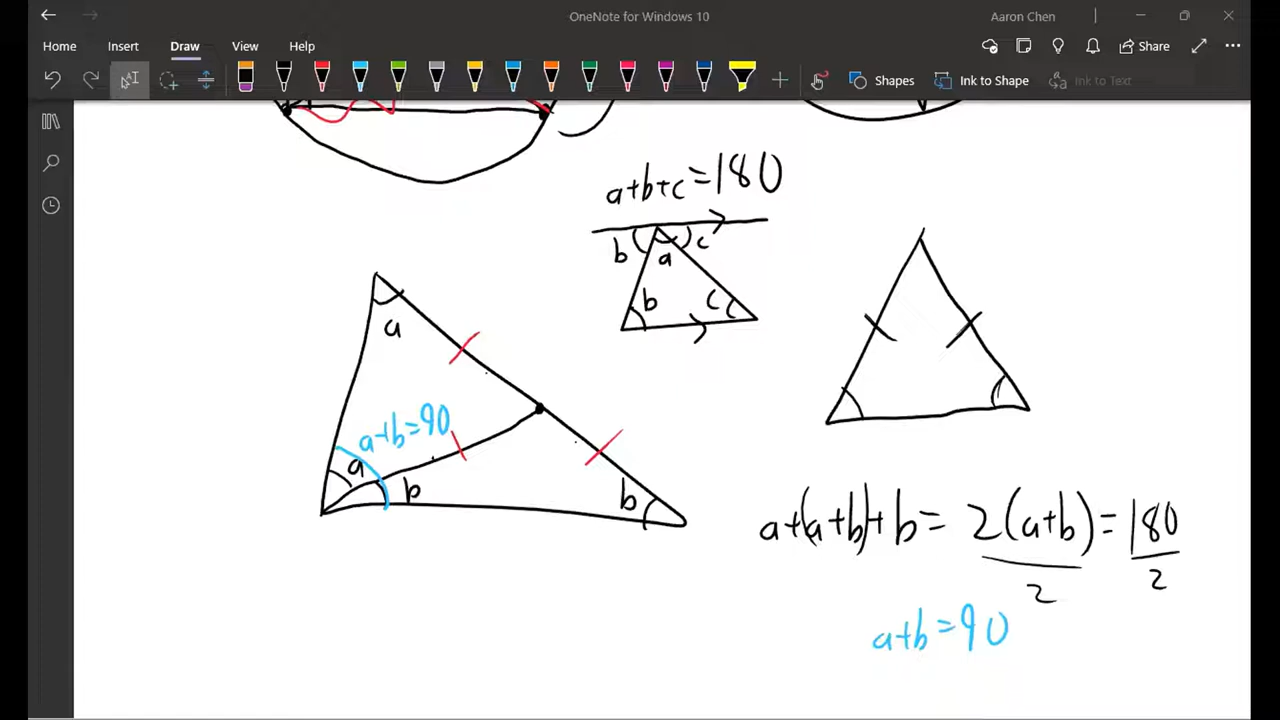 OneNote for Windows 10
Aaron Chen
Home Insert Draw View Help
Share
Shapes
Ink to Shape
Ink to Text
a+b+c=180
b a c
b c
a
a+b=90
a b b
a+(a+b)+b = 2(a+b) = 180
2 2
a+b=90